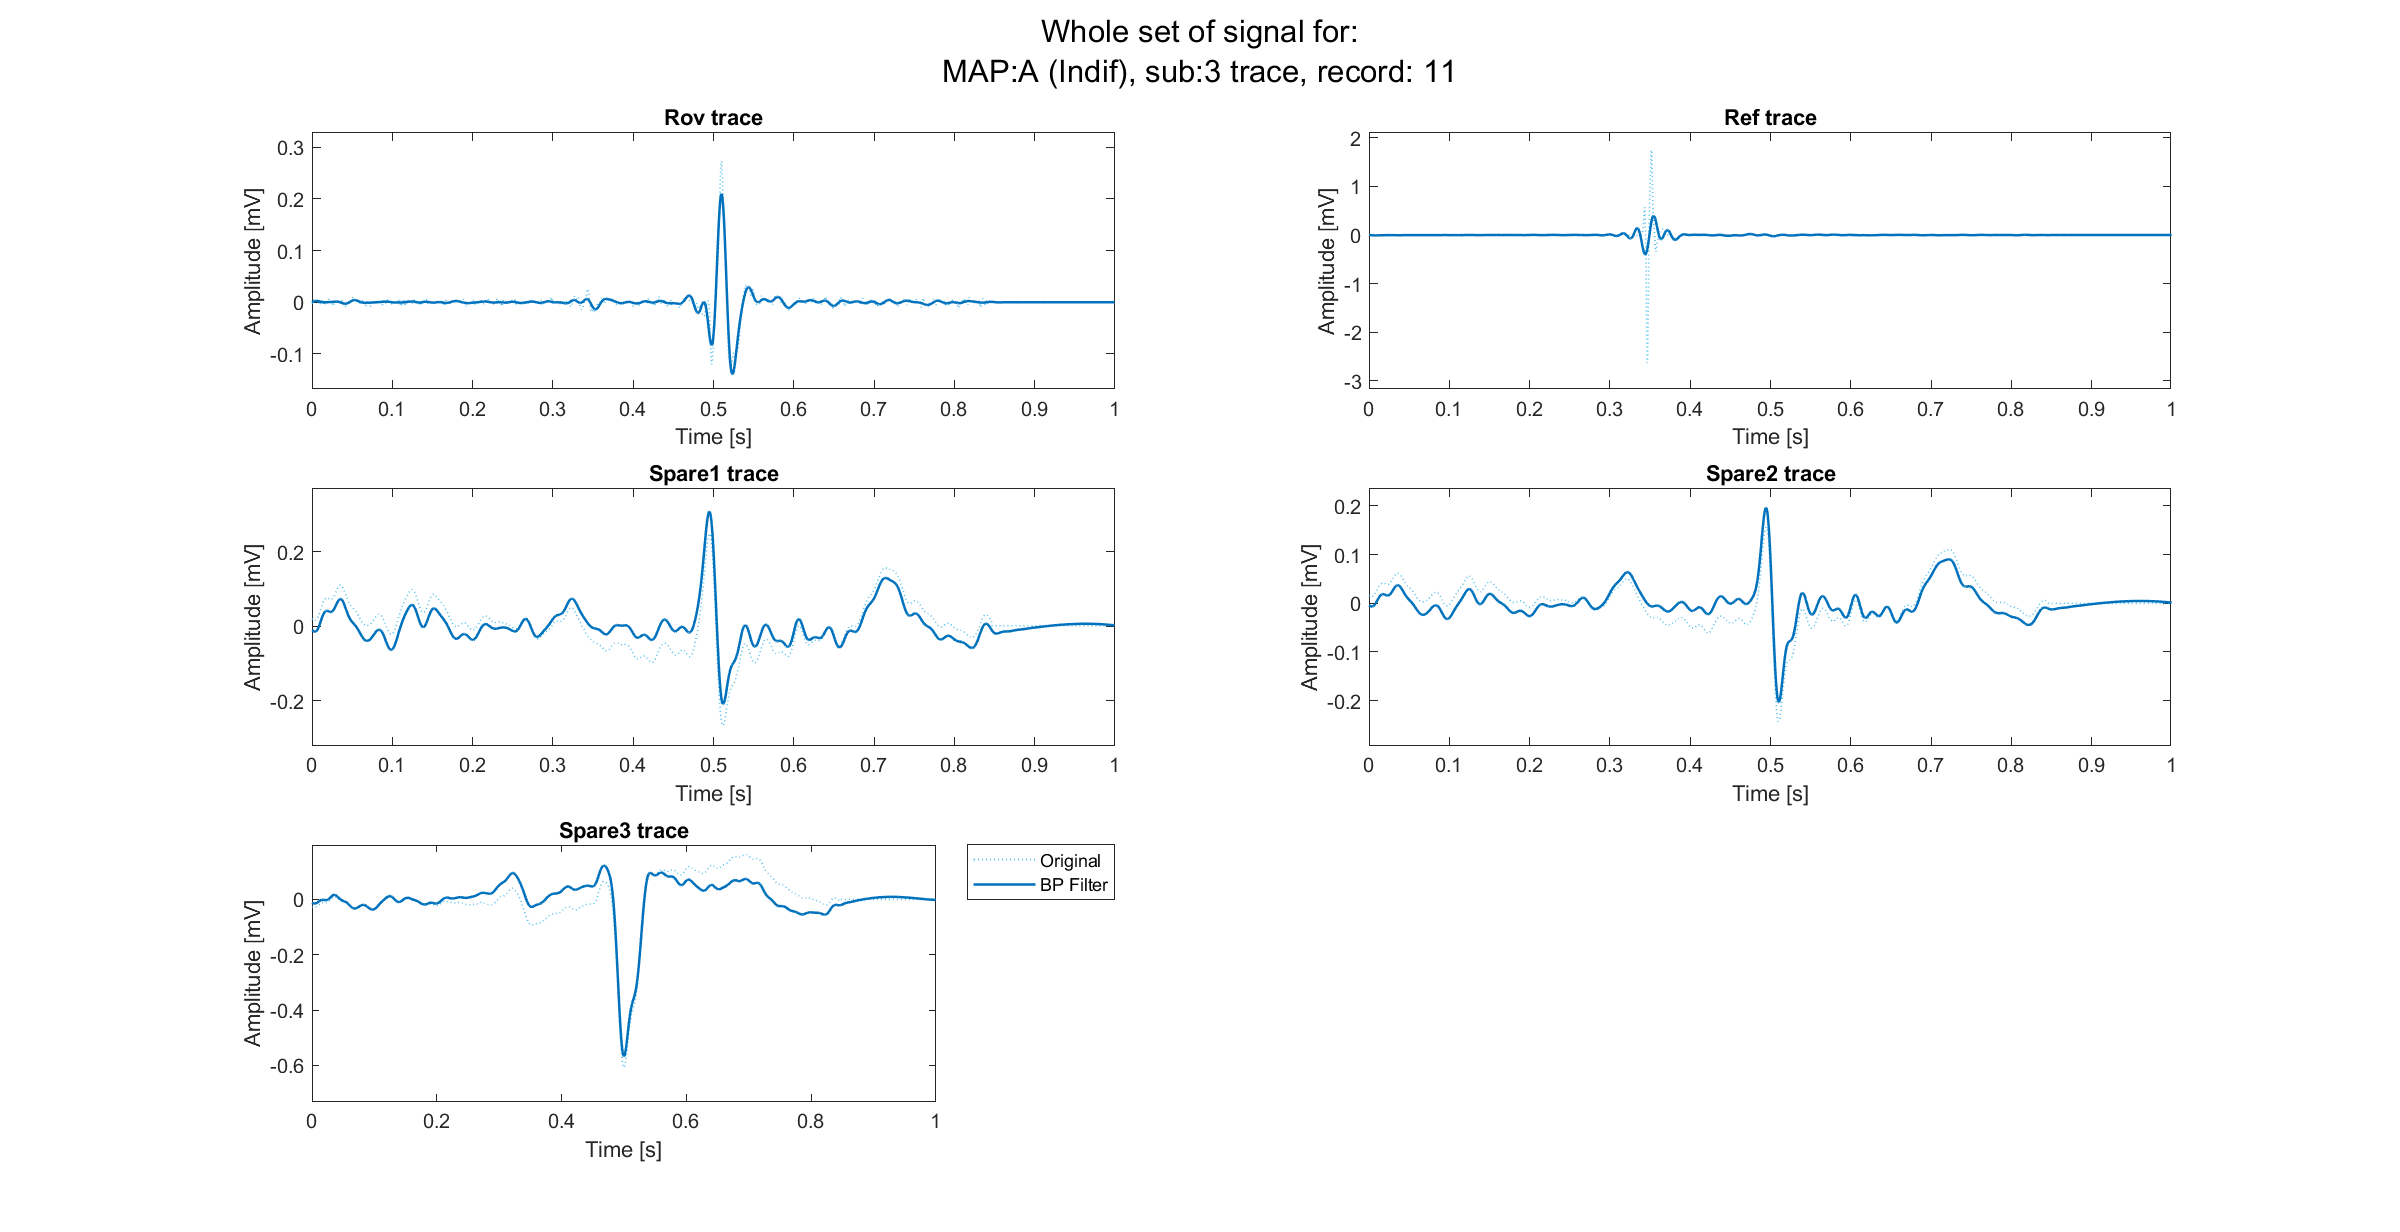 Whole set of signal for:
MAP:A (Indif), sub:3 trace, record: 11
Rov trace
0.3
0.2
0.1
0
-0.1
Amplitude [mV]
0 0.1 0.2 0.3 0.4 0.5 0.6 0.7 0.8 0.9 1
Time [s]
Ref trace
2
1
0
-1
-2
-3
Amplitude [mV]
0 0.1 0.2 0.3 0.4 0.5 0.6 0.7 0.8 0.9 1
Time [s]
Spare1 trace
0.2
0
-0.2
Amplitude [mV]
0 0.1 0.2 0.3 0.4 0.5 0.6 0.7 0.8 0.9 1
Time [s]
Spare2 trace
0.2
0.1
0
-0.1
-0.2
Amplitude [mV]
0 0.1 0.2 0.3 0.4 0.5 0.6 0.7 0.8 0.9 1
Time [s]
Spare3 trace
0
-0.2
-0.4
-0.6
Amplitude [mV]
0 0.2 0.4 0.6 0.8 1
Time [s]
Original
BP Filter